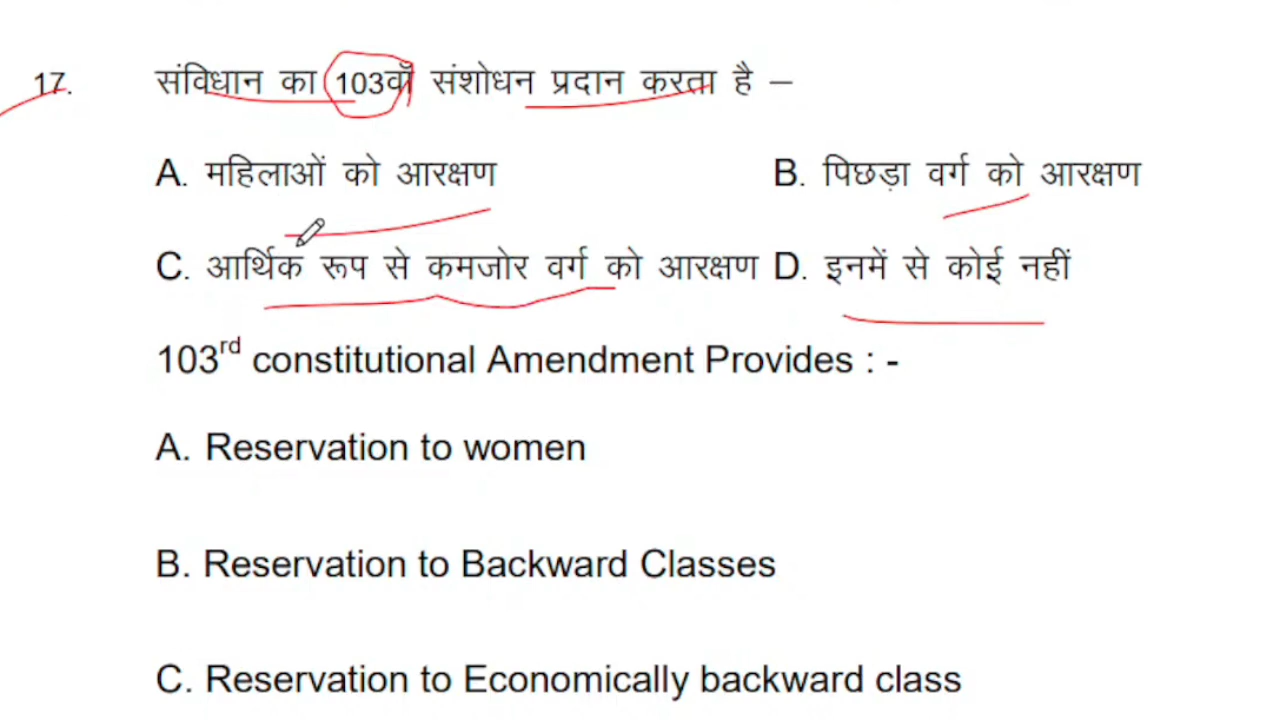 17. संविधान का 103वाँ संशोधन प्रदान करता है –
A. महिलाओं को आरक्षण B. पिछड़ा वर्ग को आरक्षण
C. आर्थिक रूप से कमजोर वर्ग को आरक्षण D. इनमें से कोई नहीं
103rd constitutional Amendment Provides : -
A. Reservation to women
B. Reservation to Backward Classes
C. Reservation to Economically backward class